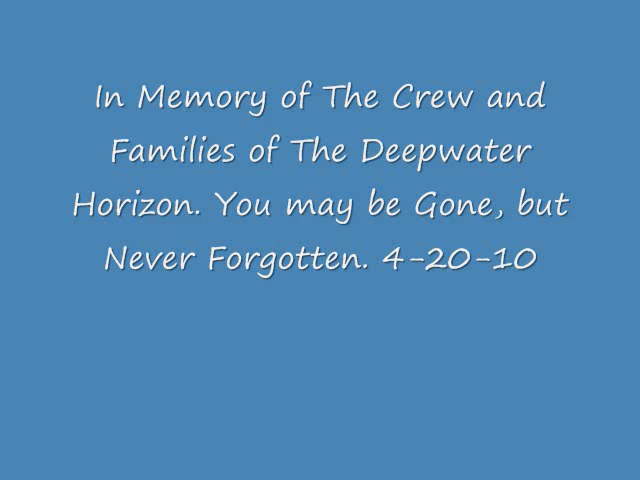 In Memory of The Crew and
Families of The Deepwater
Horizon. You may be Gone, but
Never Forgotten. 4-20-10